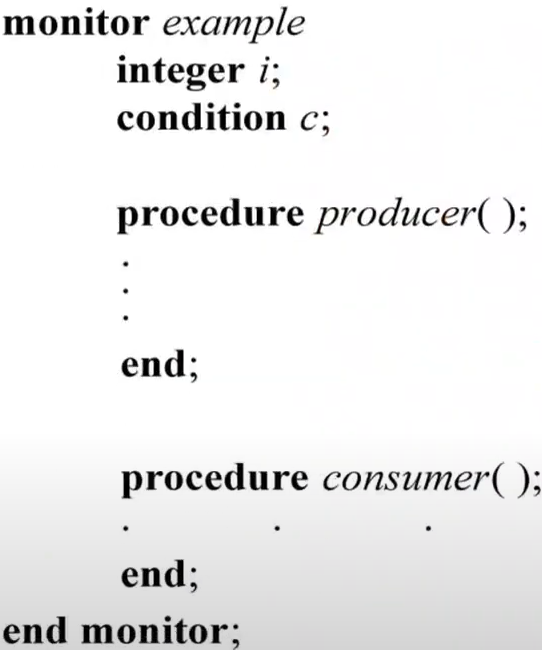 monitor example
integer i;
condition c;
procedure producer( );
.
.
.
end;
procedure consumer( );
. . .
end;
end monitor;